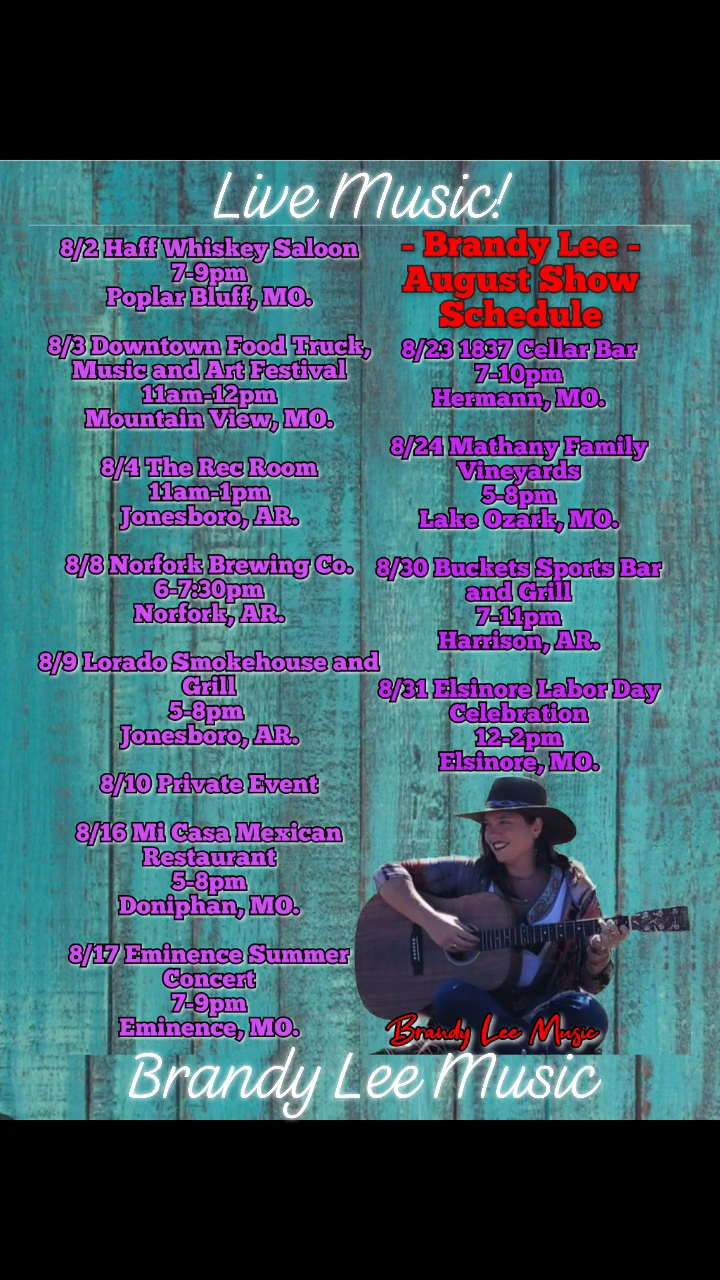 Live Music!
8/2 Haff Whiskey Saloon
7-9pm
Poplar Bluff, MO.
8/3 Downtown Food Truck,
Music and Art Festival
11am-12pm
Mountain View, MO.
8/4 The Rec Room
11am-1pm
Jonesboro, AR.
8/8 Norfork Brewing Co.
6-7:30pm
Norfork, AR.
8/9 Lorado Smokehouse and
Grill
5-8pm
Jonesboro, AR.
8/10 Private Event
8/16 Mi Casa Mexican
Restaurant
5-8pm
Doniphan, MO.
8/17 Eminence Summer
Concert
7-9pm
Eminence, MO.
- Brandy Lee -
August Show
Schedule
8/23 1837 Cellar Bar
7-10pm
Hermann, MO.
8/24 Mathany Family
Vineyards
5-8pm
Lake Ozark, MO.
8/30 Buckets Sports Bar
and Grill
7-11pm
Harrison, AR.
8/31 Elsinore Labor Day
Celebration
12-2pm
Elsinore, MO.
Brandy Lee Music
Brandy Lee Music